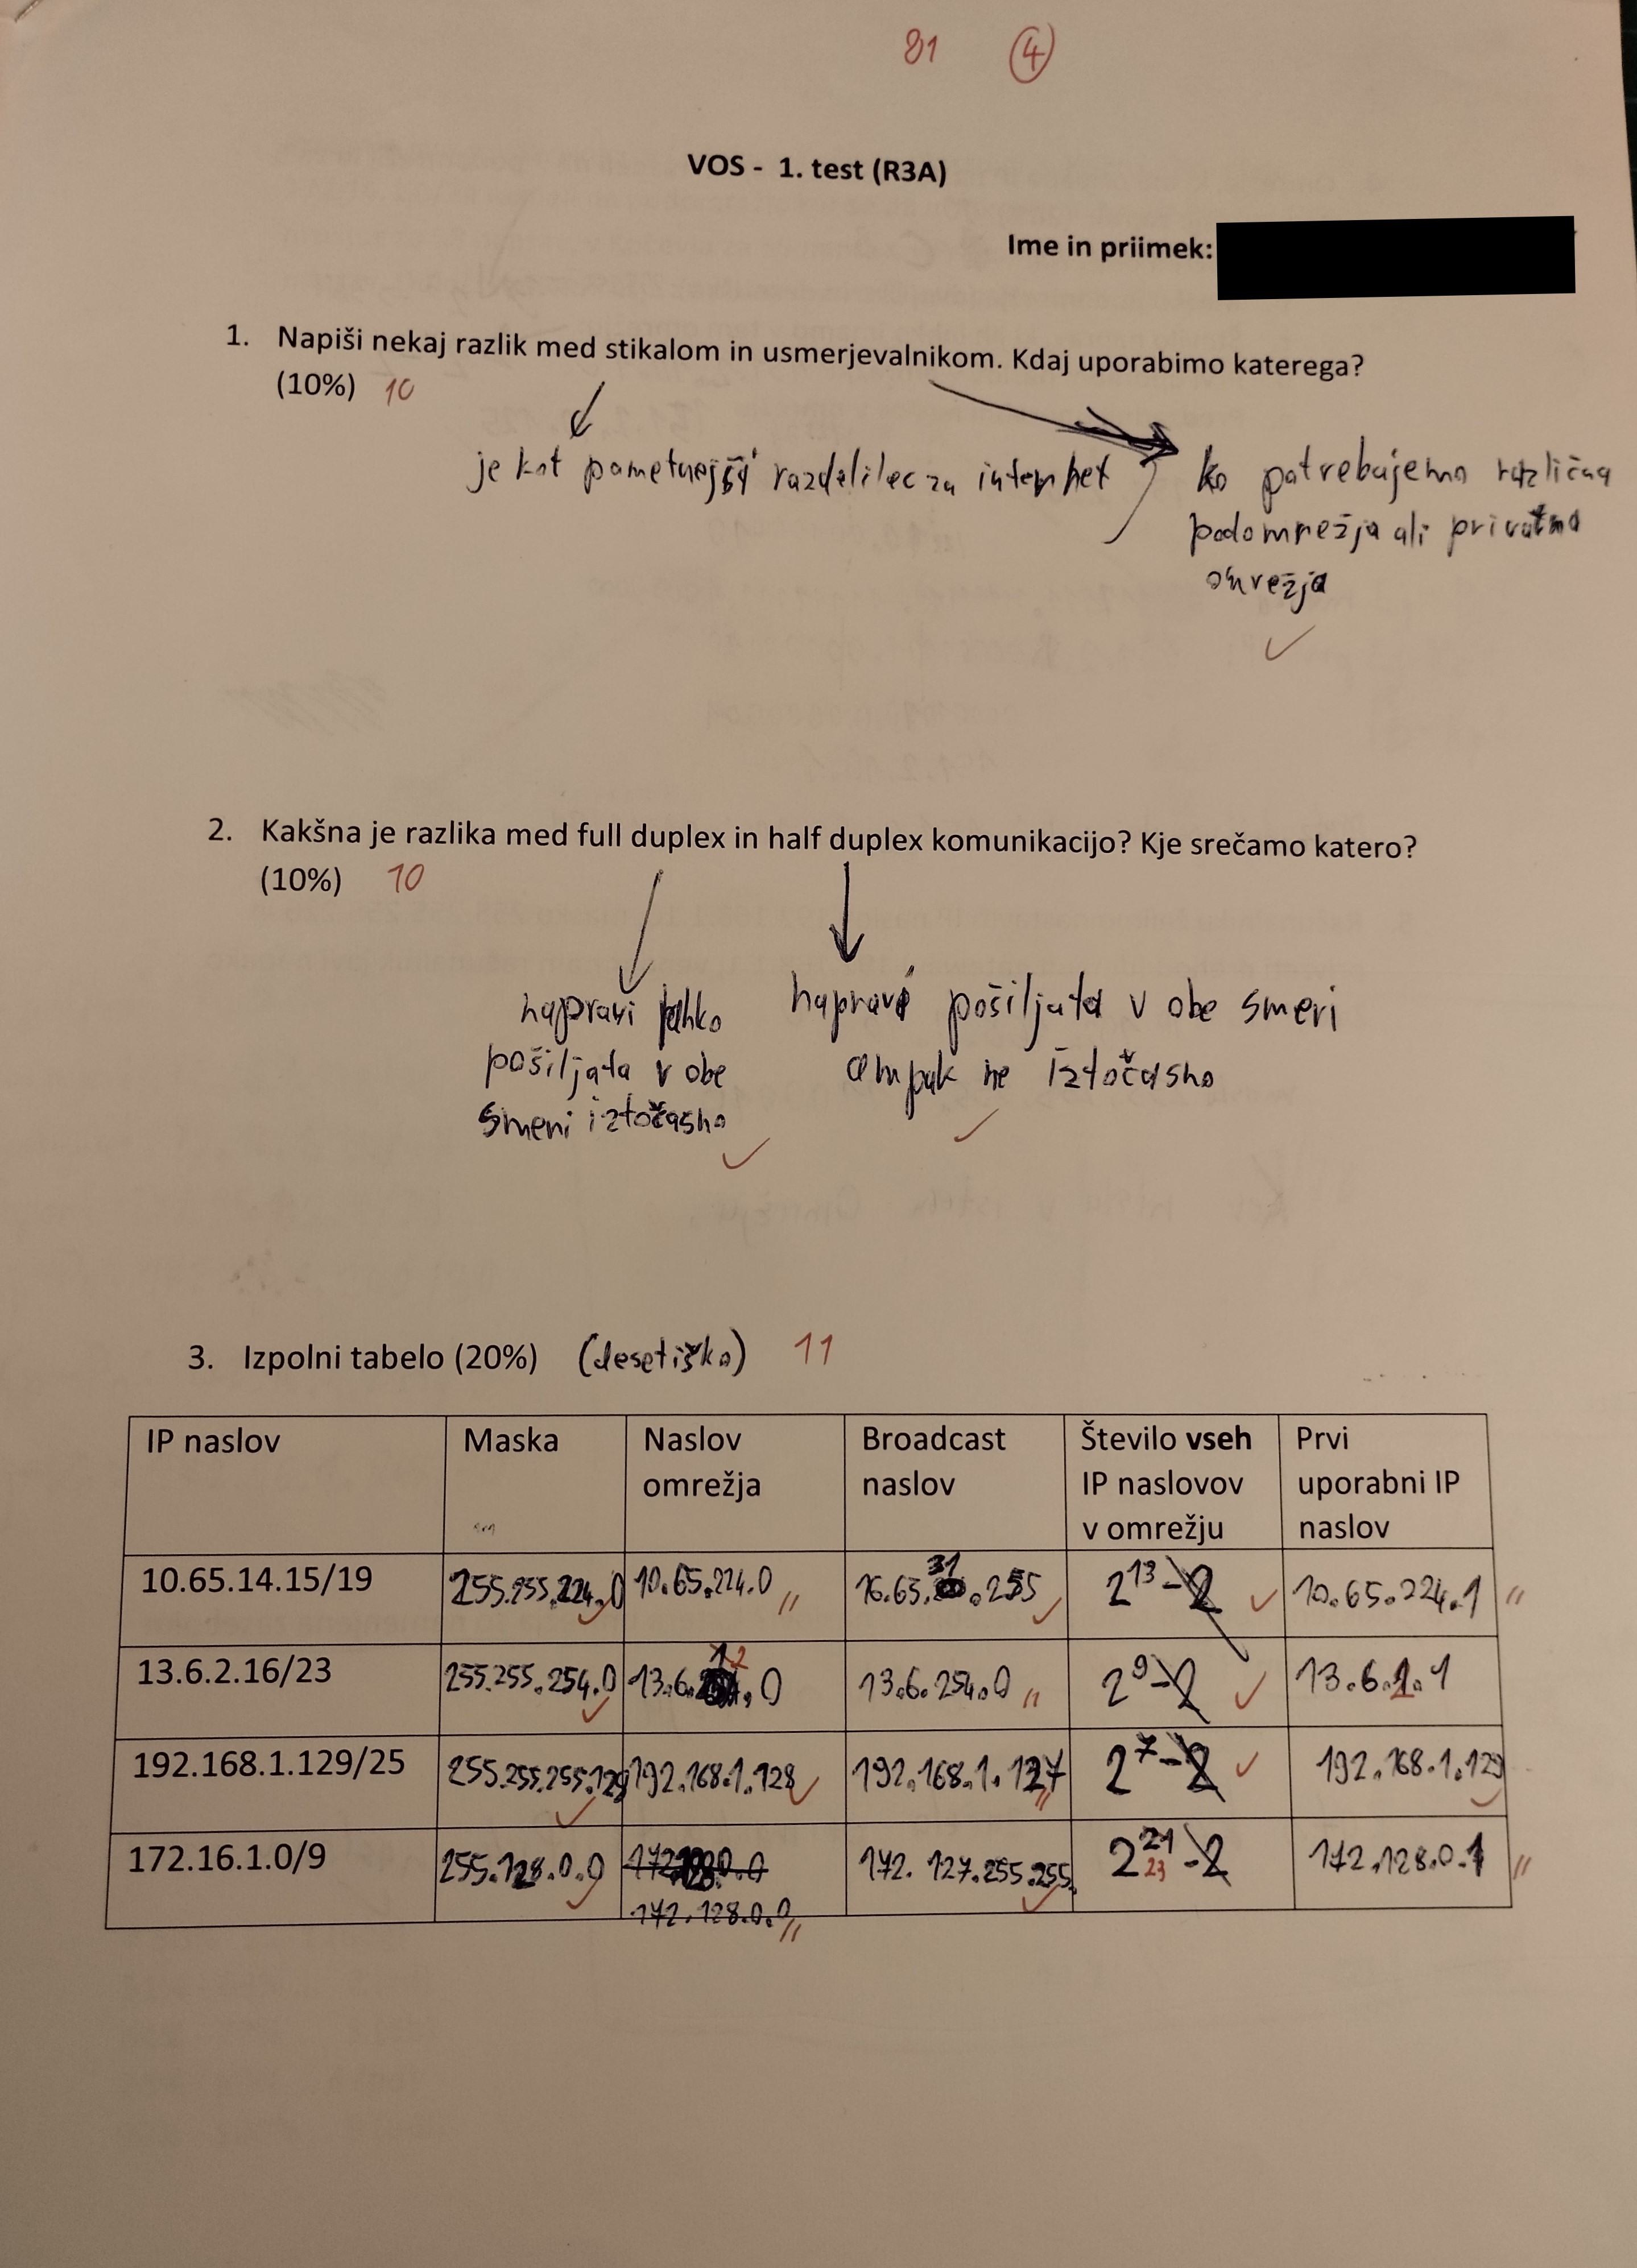 81 4
VOS - 1. test (R3A)
Ime in priimek:
1. Napiši nekaj razlik med stikalom in usmerjevalnikom. Kdaj uporabimo katerega?
(10%) 10
je kot pametnejši razdelilec za internet
ko potrebujemo različna
podomrežja ali privatna
omrežja
2. Kakšna je razlika med full duplex in half duplex komunikacijo? Kje srečamo katero?
(10%) 10
napravi lahko
pošiljata v obe
smeri iztočasno
napravi pošiljata v obe smeri
ampak ne iztočasno
3. Izpolni tabelo (20%) (desetiško) 11
IP naslov Maska Naslov omrežja Broadcast naslov Število vseh IP naslovov v omrežju Prvi uporabni IP naslov
10.65.14.15/19 255.255.224.0 10.65.224.0 10.65.31.255 2^13-2 10.65.224.1
13.6.2.16/23 255.255.254.0 13.6.1.0 2 13.6.254.0 2^9-2 13.6.2.1
192.168.1.129/25 255.255.255.128 192.168.1.128 192.168.1.127 2^7-2 192.168.1.129
172.16.1.0/9 255.128.0.0 172.128.0.0 172.127.255.255 2^21-2 23 172.128.0.1